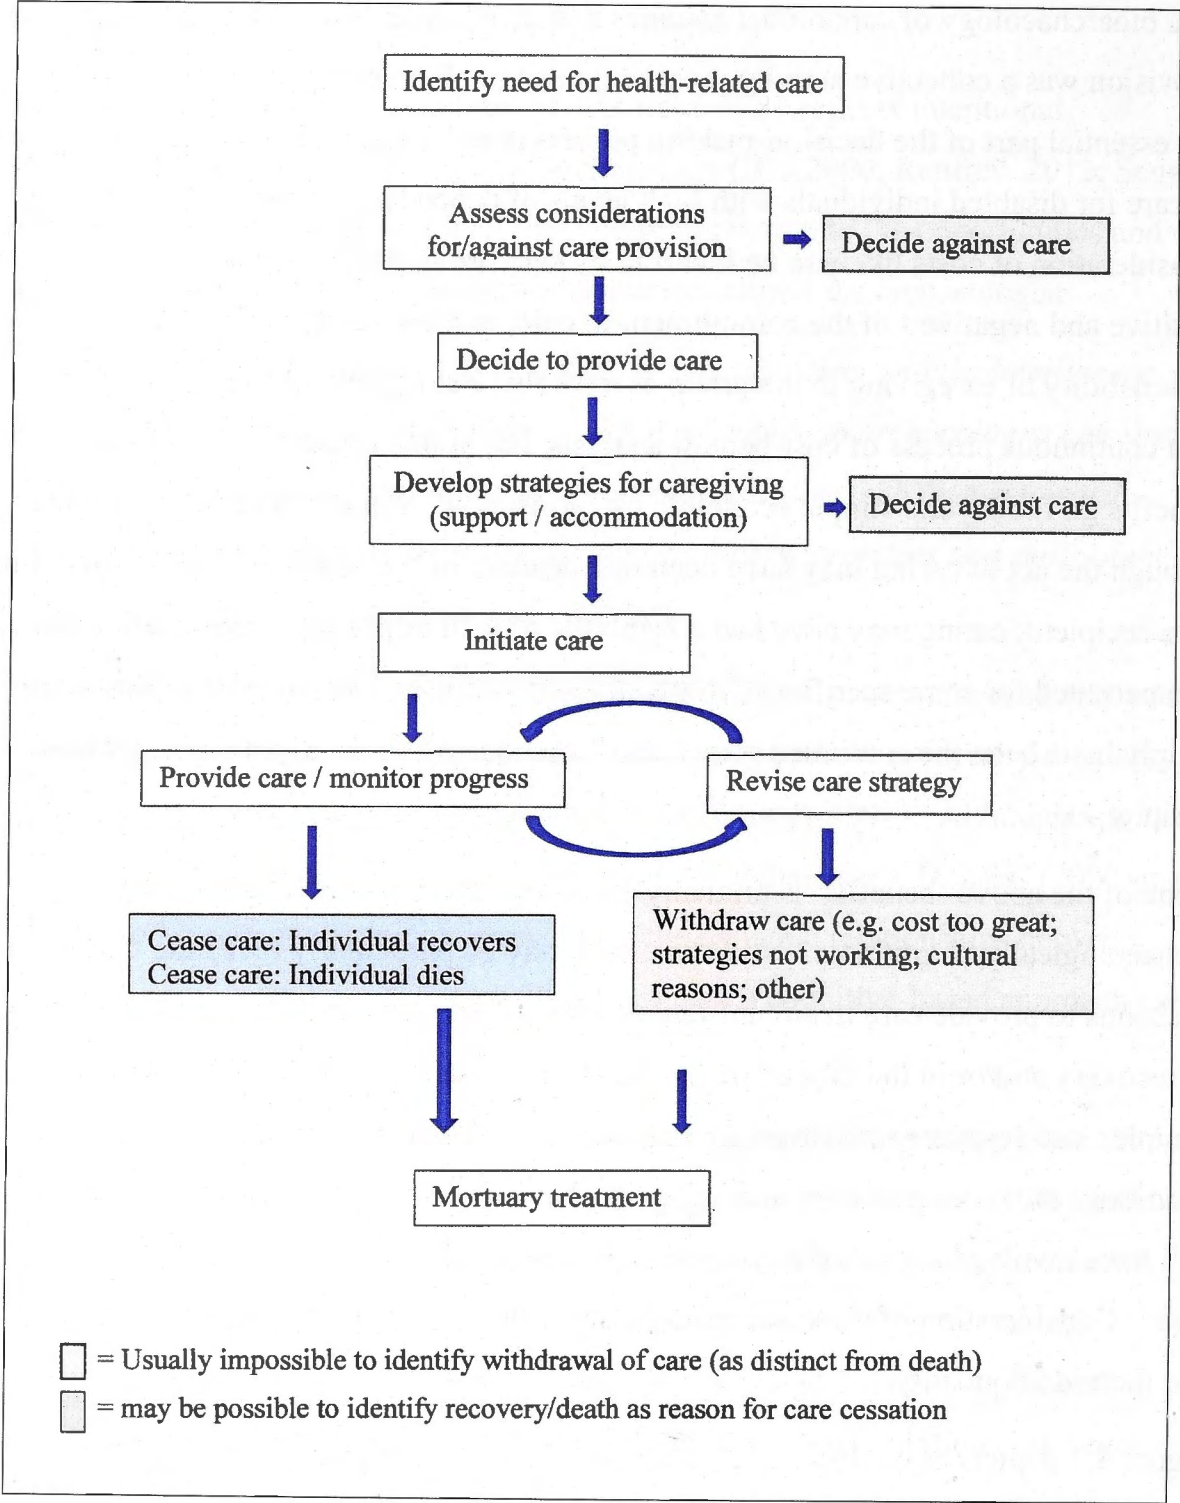 Identify need for health-related care
Assess considerations
for/against care provision
Decide against care
Decide to provide care
Develop strategies for caregiving
(support / accommodation)
Decide against care
Initiate care
Provide care / monitor progress
Revise care strategy
Cease care: Individual recovers
Cease care: Individual dies
Withdraw care (e.g. cost too great;
strategies not working; cultural
reasons; other)
Mortuary treatment
= Usually impossible to identify withdrawal of care (as distinct from death)
= may be possible to identify recovery/death as reason for care cessation